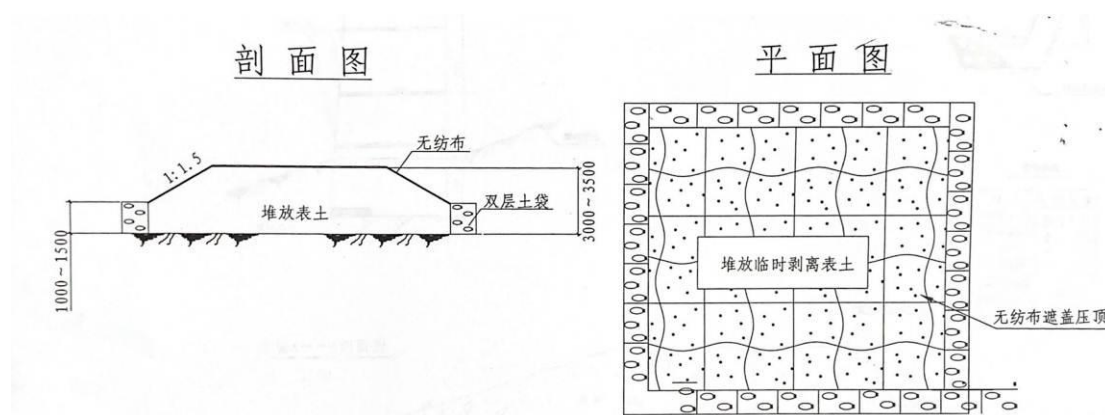 剖面图
平面图
1:1.5
无纺布
堆放表土
双层土袋
3000~3500
1000~1500
堆放临时剥离表土
无纺布遮盖压顶